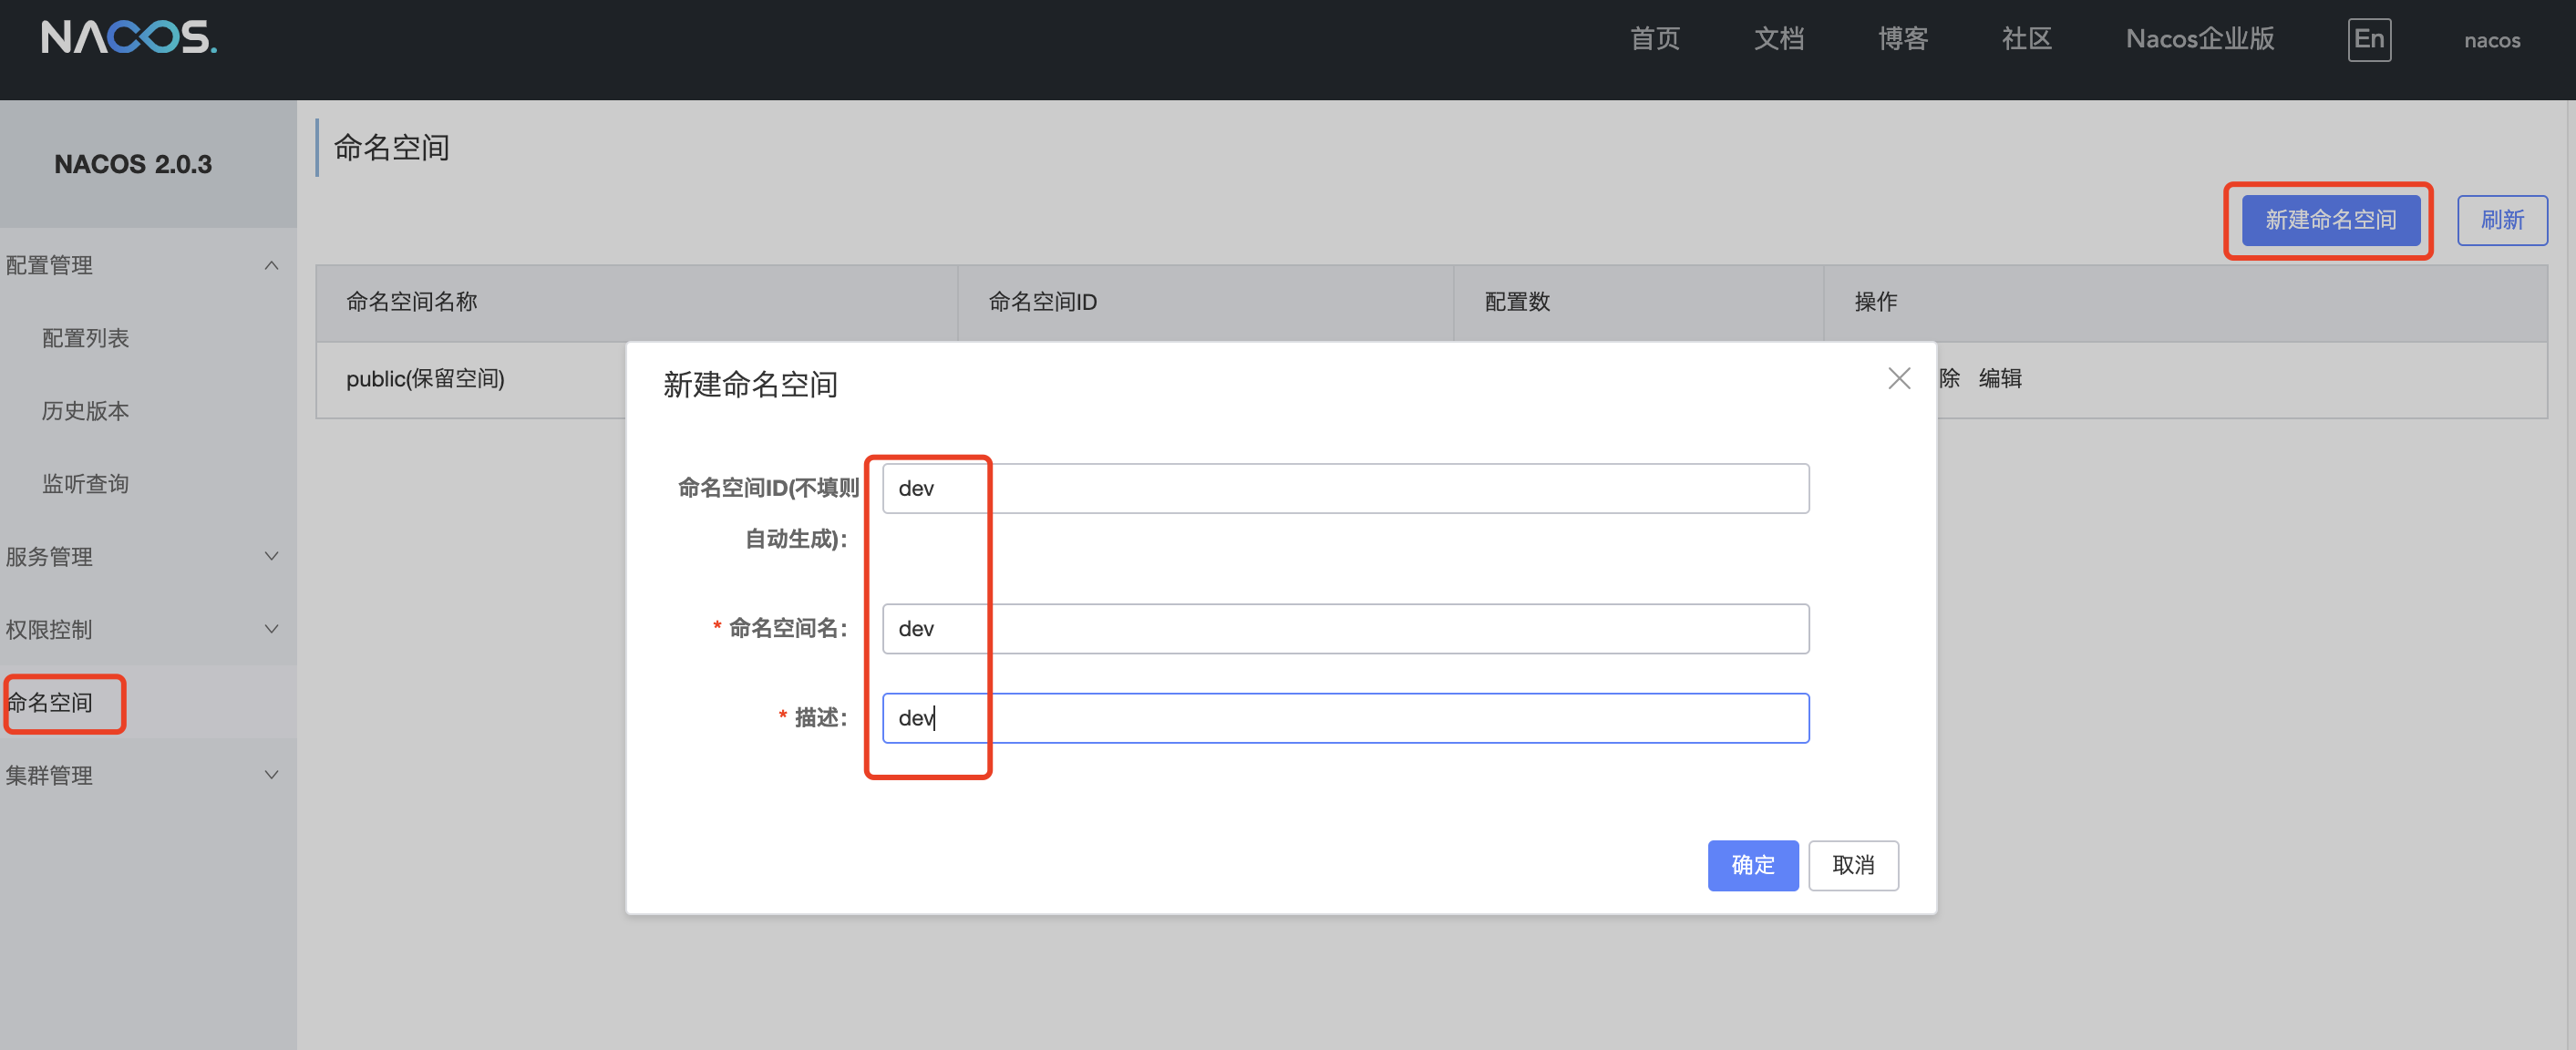 NACOS.
首页 文档 博客 社区 Nacos企业版 En nacos
NACOS 2.0.3
配置管理
配置列表
历史版本
监听查询
服务管理
权限控制
命名空间
集群管理
命名空间
新建命名空间 刷新
命名空间名称 命名空间ID 配置数 操作
public(保留空间) 除 编辑
新建命名空间
命名空间ID(不填则
自动生成)：
dev
* 命名空间名： dev
* 描述： dev
确定 取消